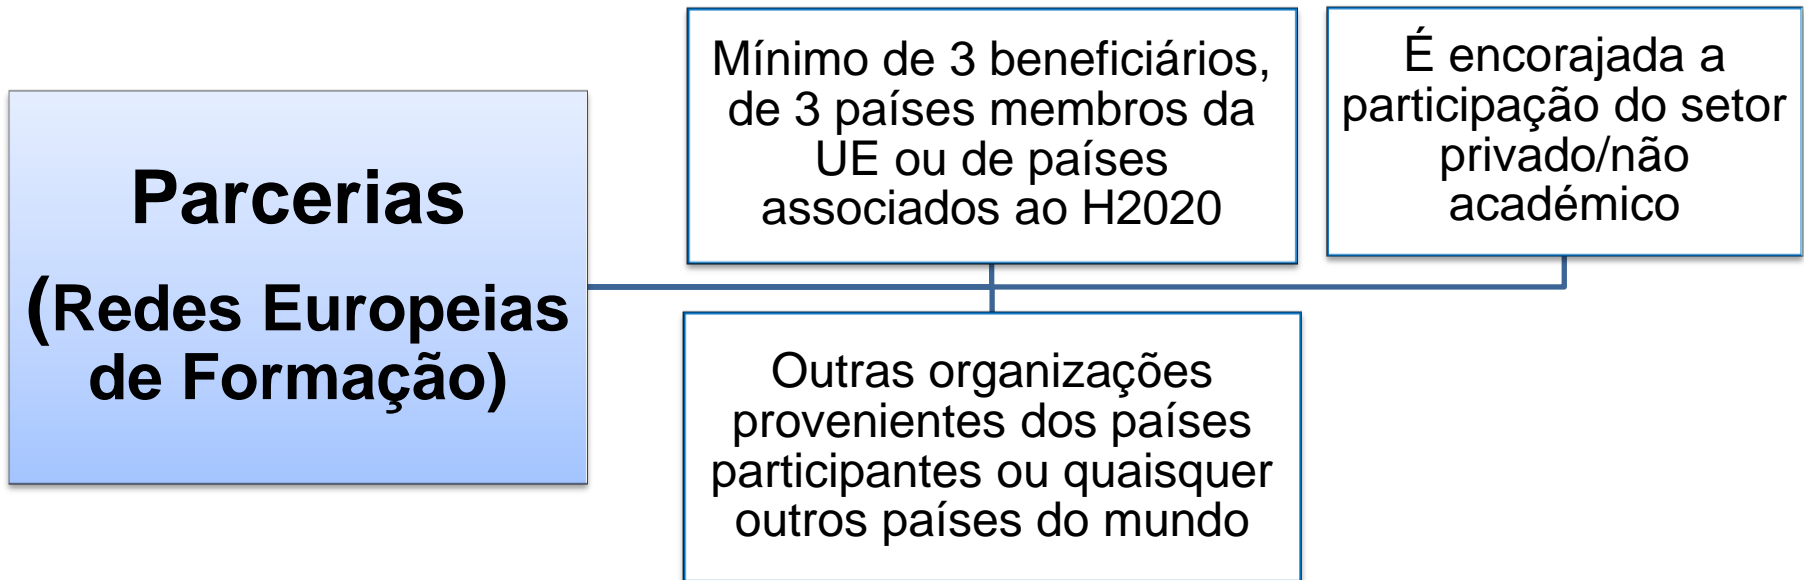 Parcerias
(Redes Europeias
de Formação)
Mínimo de 3 beneficiários,
de 3 países membros da
UE ou de países
associados ao H2020
É encorajada a
participação do setor
privado/não
académico
Outras organizações
provenientes dos países
participantes ou quaisquer
outros países do mundo